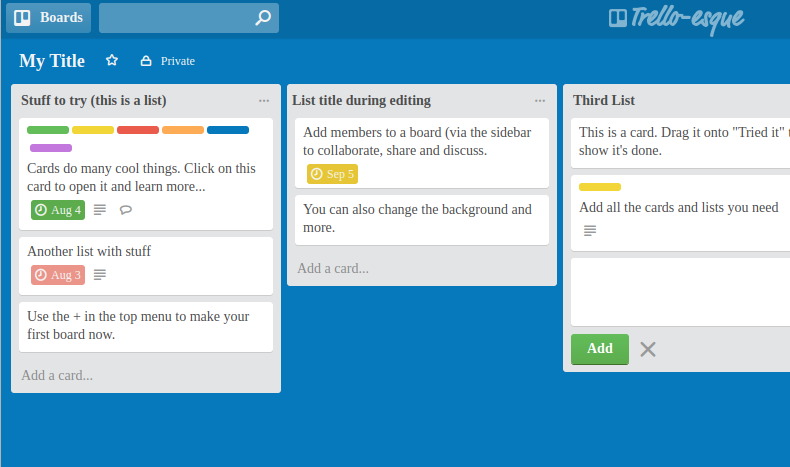 Boards
Trello-esque
My Title
Private
Stuff to try (this is a list)
Cards do many cool things. Click on this
card to open it and learn more...
Aug 4
Another list with stuff
Aug 3
Use the + in the top menu to make your
first board now.
Add a card...
List title during editing
Add members to a board (via the sidebar
to collaborate, share and discuss.
Sep 5
You can also change the background and
more.
Add a card...
Third List
This is a card. Drag it onto "Tried it"
show it's done.
Add all the cards and lists you need
Add